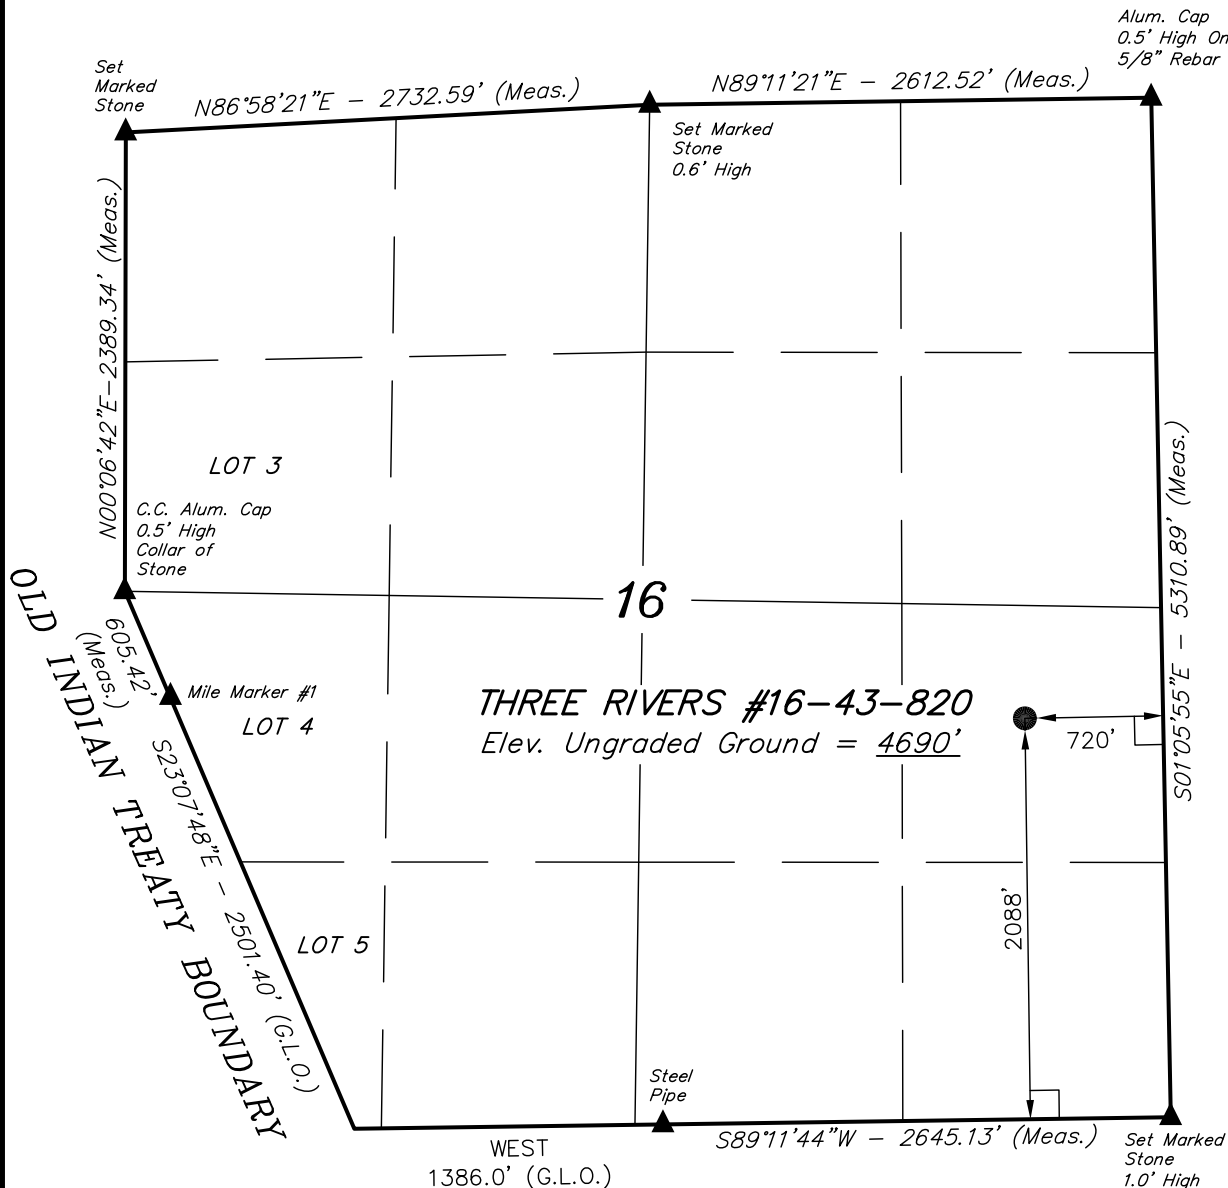 Alum. Cap
0.5' High On
5/8" Rebar
Set
Marked
Stone
N86°58'21"E - 2732.59' (Meas.)
N89°11'21"E - 2612.52' (Meas.)
Set Marked
Stone
0.6' High
N00°06'42"E-2389.34' (Meas.)
LOT 3
C.C. Alum. Cap
0.5' High
Collar of
Stone
S01°05'55"E - 5310.89' (Meas.)
16
OLD INDIAN TREATY BOUNDARY
605.42'
(Meas.)
Mile Marker #1
LOT 4
THREE RIVERS #16-43-820
Elev. Ungraded Ground = 4690'
720'
S23°07'48"E - 2501.40' (G.L.O.)
2088'
LOT 5
Steel
Pipe
WEST
1386.0' (G.L.O.)
S89°11'44"W - 2645.13' (Meas.)
Set Marked
Stone
1.0' High